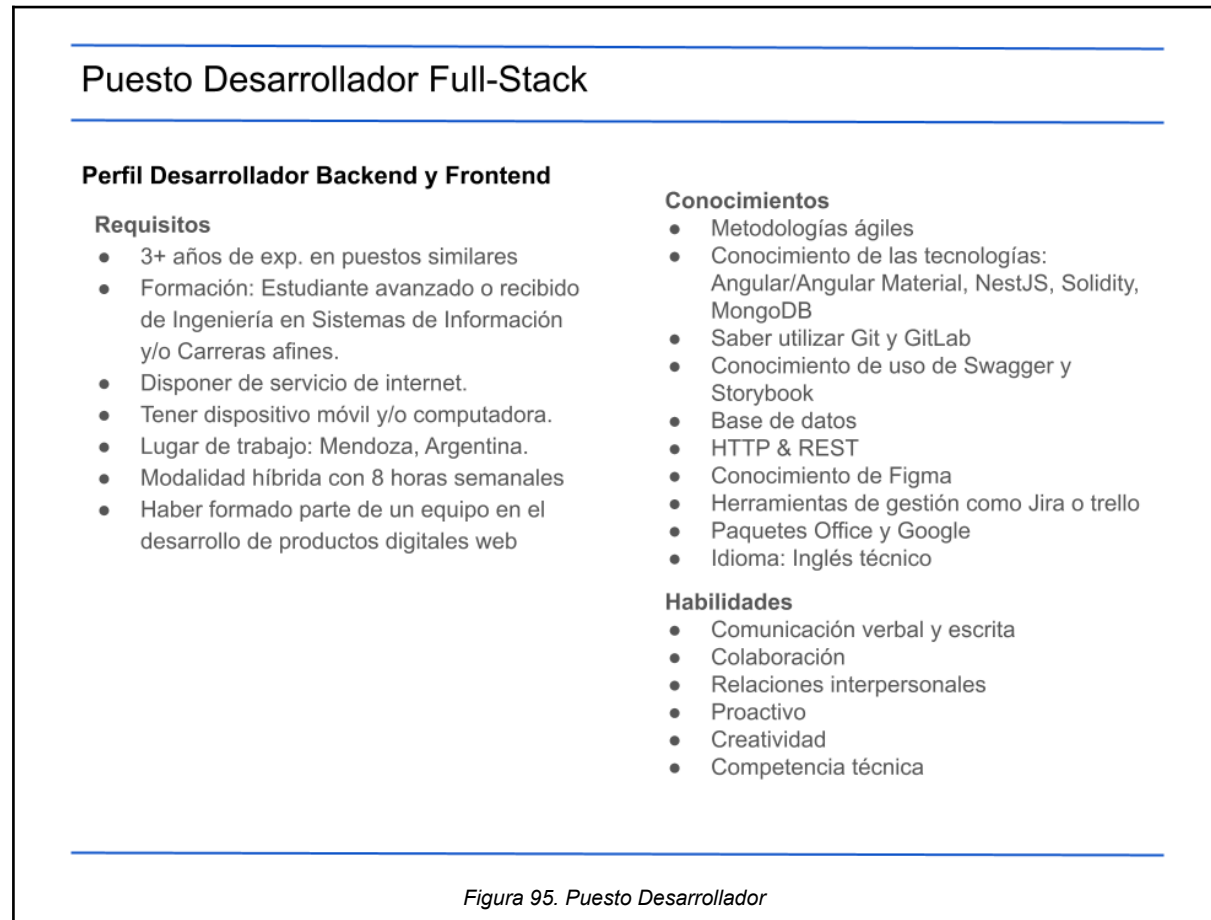 Puesto Desarrollador Full-Stack
Perfil Desarrollador Backend y Frontend
Requisitos
● 3+ años de exp. en puestos similares
● Formación: Estudiante avanzado o recibido
de Ingeniería en Sistemas de Información
y/o Carreras afines.
● Disponer de servicio de internet.
● Tener dispositivo móvil y/o computadora.
● Lugar de trabajo: Mendoza, Argentina.
● Modalidad híbrida con 8 horas semanales
● Haber formado parte de un equipo en el
desarrollo de productos digitales web
Conocimientos
● Metodologías ágiles
● Conocimiento de las tecnologías:
Angular/Angular Material, NestJS, Solidity,
MongoDB
● Saber utilizar Git y GitLab
● Conocimiento de uso de Swagger y
Storybook
● Base de datos
● HTTP & REST
● Conocimiento de Figma
● Herramientas de gestión como Jira o trello
● Paquetes Office y Google
● Idioma: Inglés técnico
Habilidades
● Comunicación verbal y escrita
● Colaboración
● Relaciones interpersonales
● Proactivo
● Creatividad
● Competencia técnica
Figura 95. Puesto Desarrollador